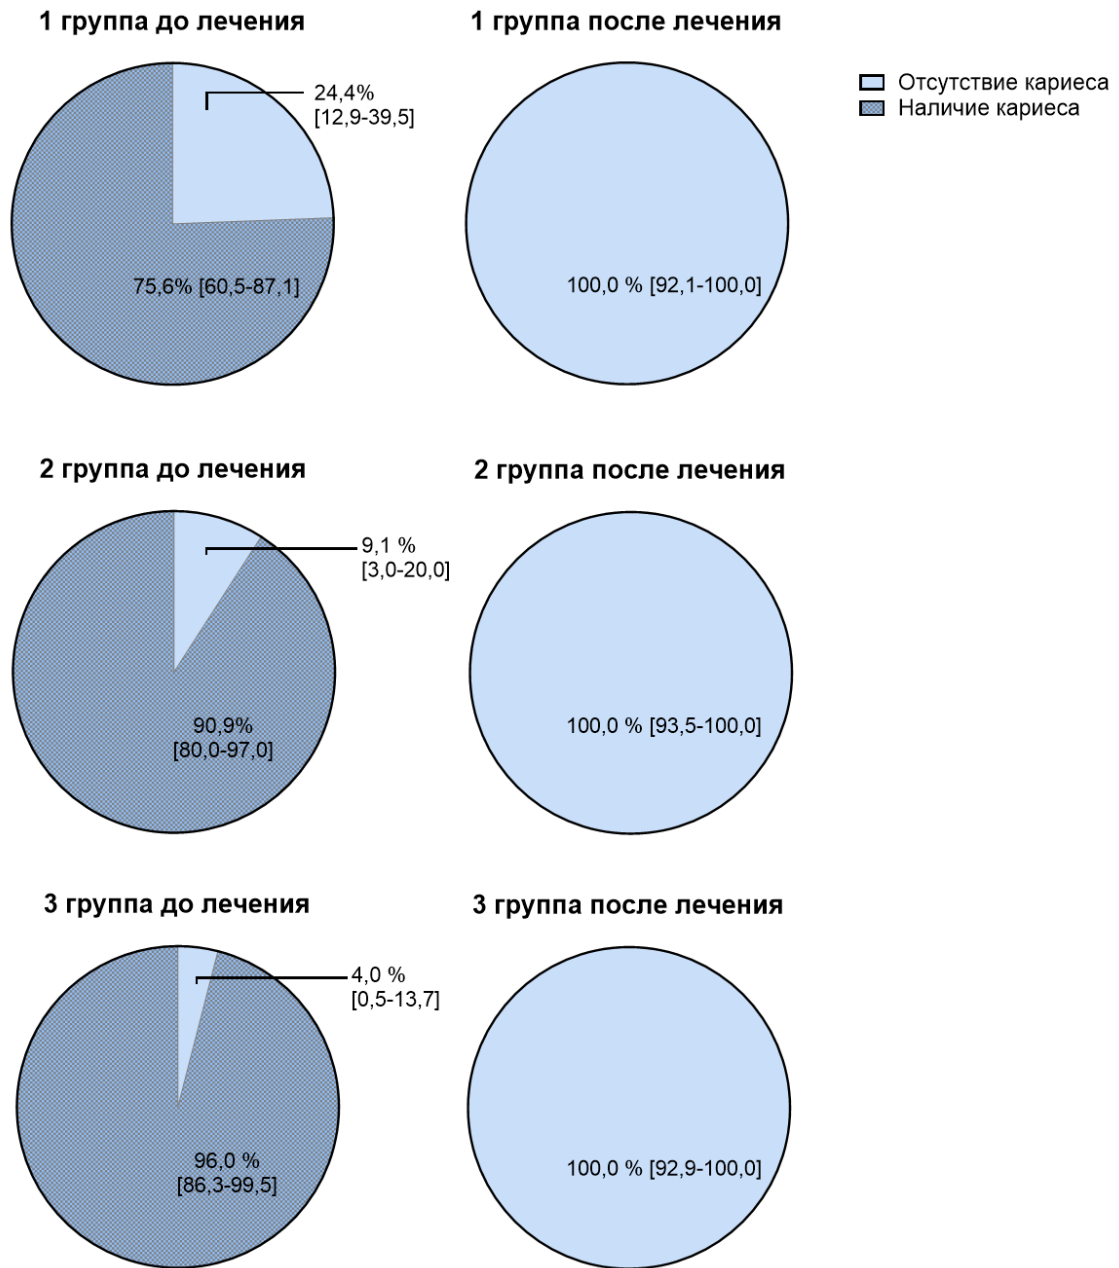 1 группа до лечения
1 группа после лечения
24,4%
[12,9-39,5]
75,6% [60,5-87,1]
100,0 % [92,1-100,0]
Отсутствие кариеса
Наличие кариеса
2 группа до лечения
2 группа после лечения
9,1 %
[3,0-20,0]
90,9%
[80,0-97,0]
100,0 % [93,5-100,0]
3 группа до лечения
3 группа после лечения
4,0 %
[0,5-13,7]
96,0 %
[86,3-99,5]
100,0 % [92,9-100,0]